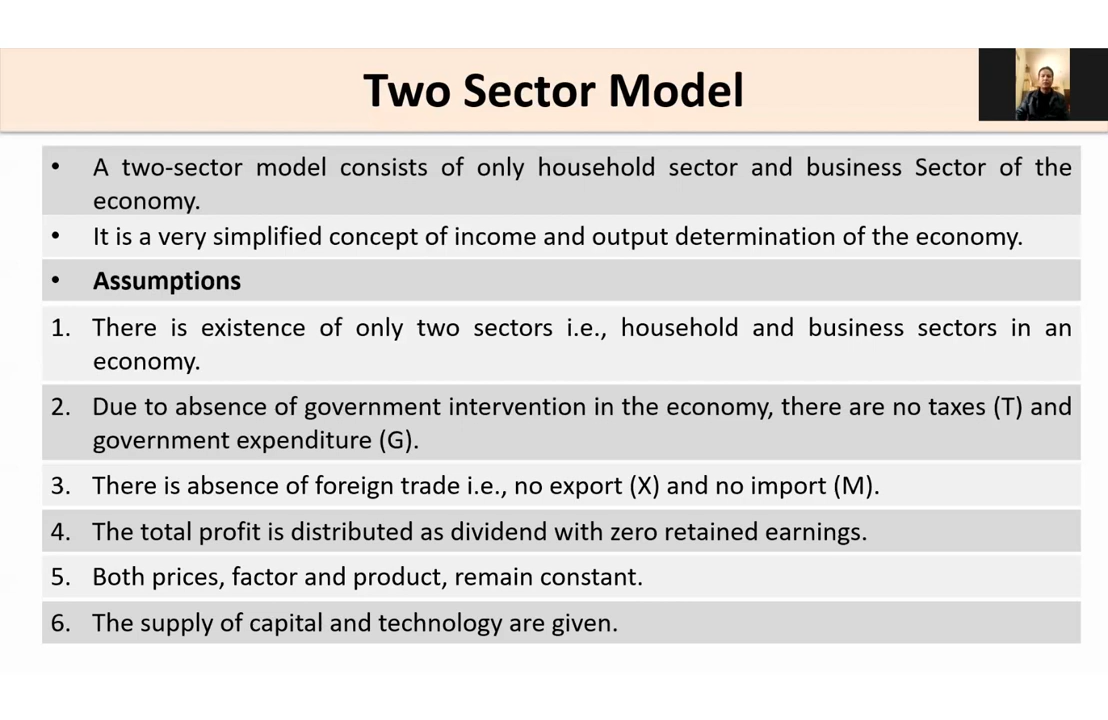 Two Sector Model
• A two-sector model consists of only household sector and business Sector of the
economy.
• It is a very simplified concept of income and output determination of the economy.
• Assumptions
1. There is existence of only two sectors i.e., household and business sectors in an
economy.
2. Due to absence of government intervention in the economy, there are no taxes (T) and
government expenditure (G).
3. There is absence of foreign trade i.e., no export (X) and no import (M).
4. The total profit is distributed as dividend with zero retained earnings.
5. Both prices, factor and product, remain constant.
6. The supply of capital and technology are given.